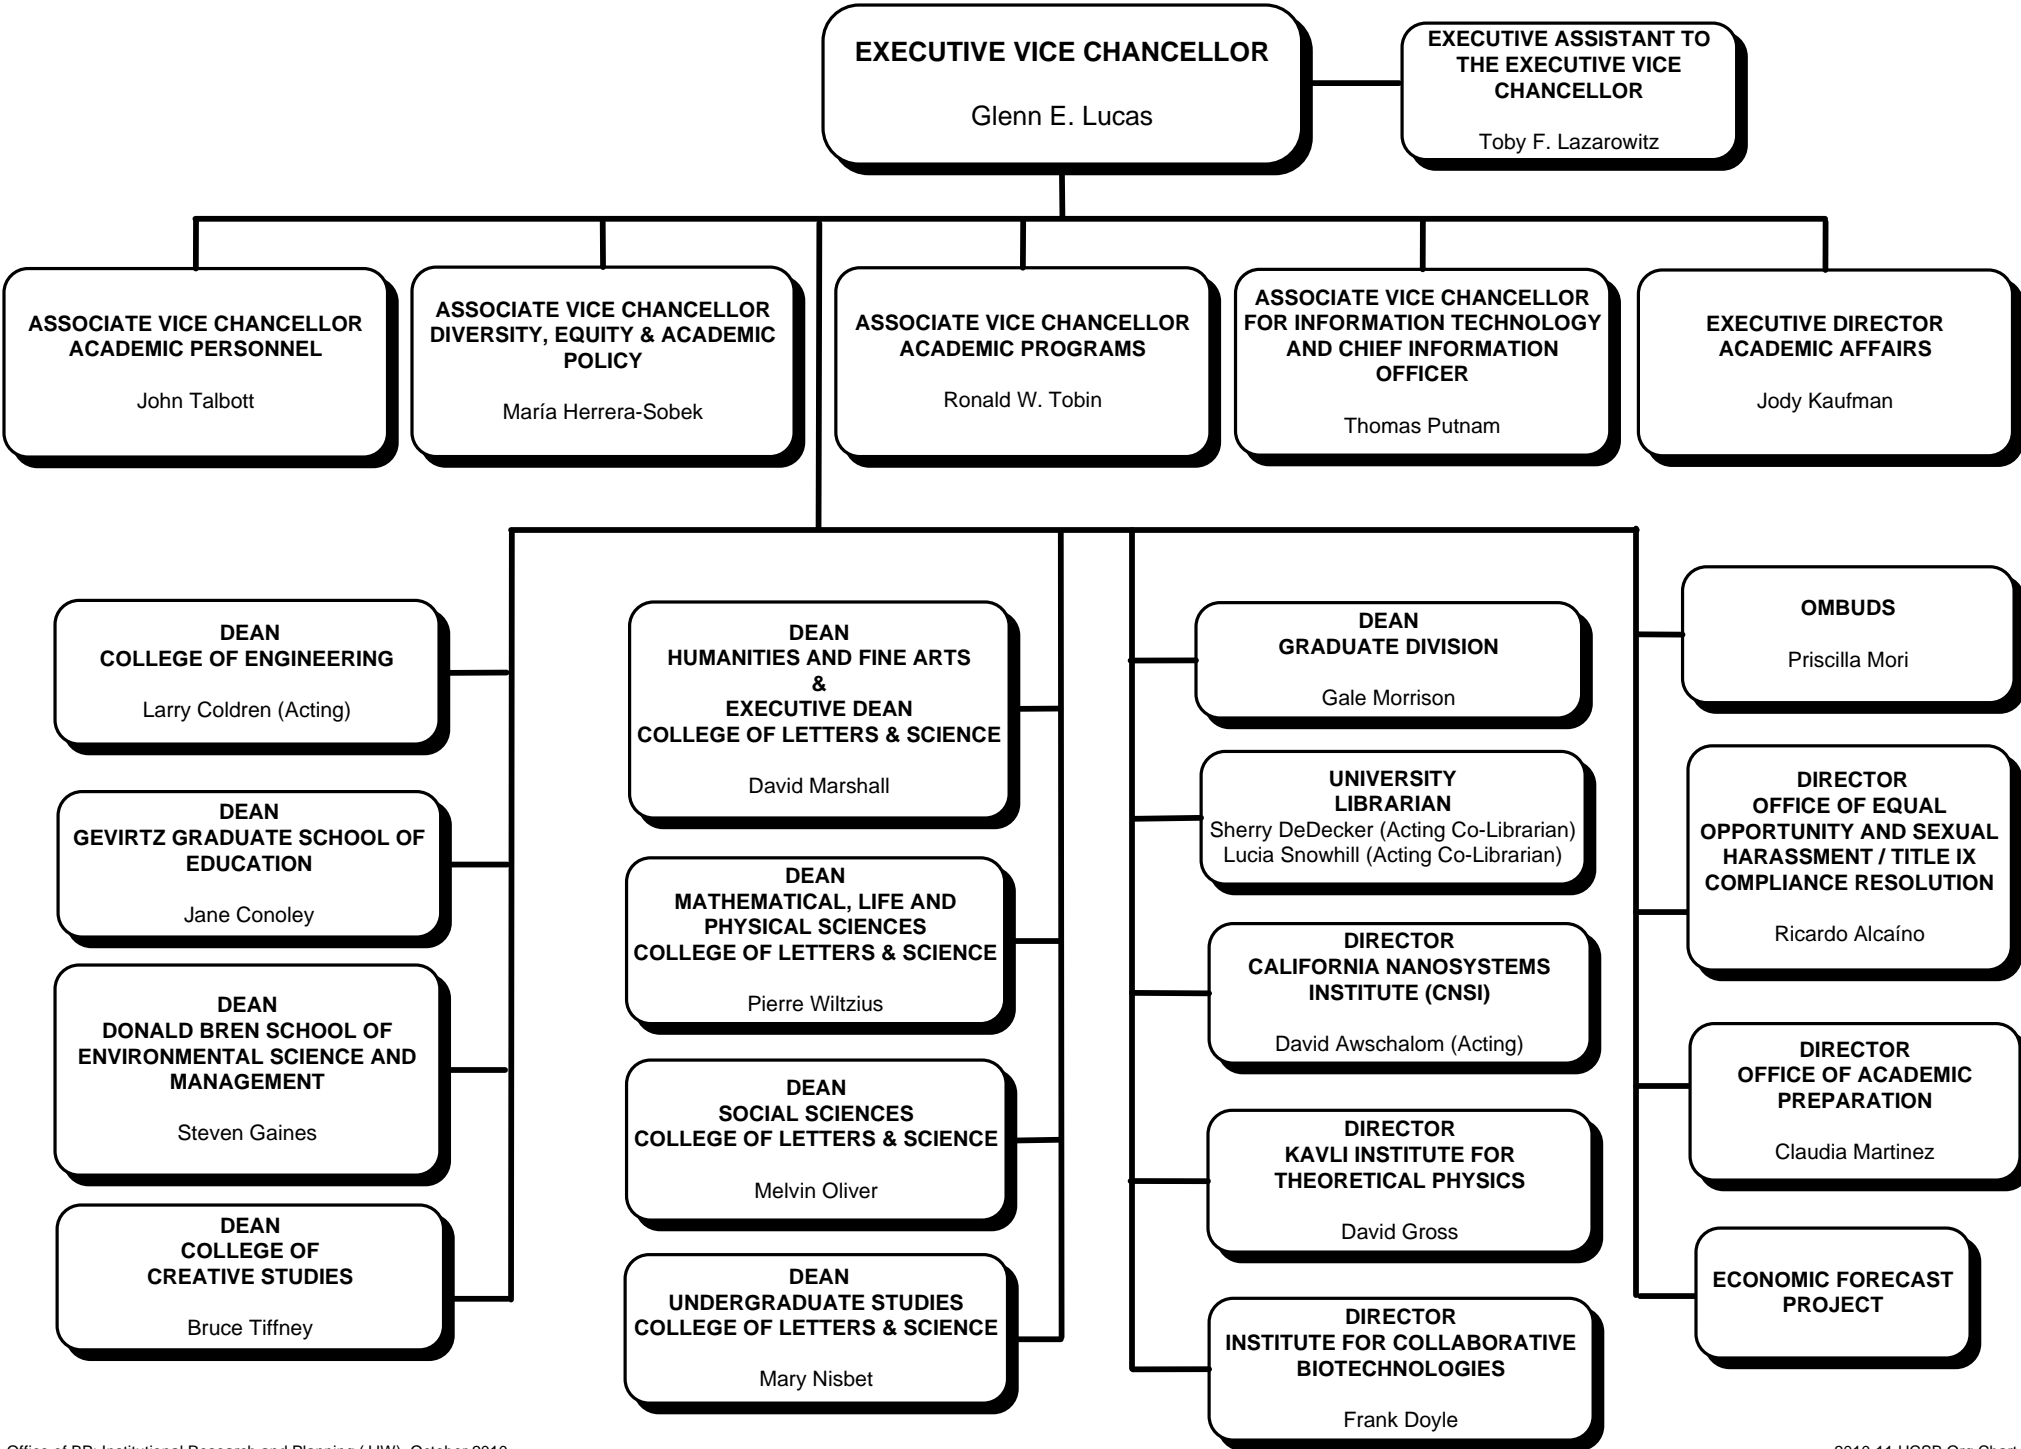 EXECUTIVE VICE CHANCELLOR
Glenn E. Lucas
EXECUTIVE ASSISTANT TO
THE EXECUTIVE VICE
CHANCELLOR
Toby F. Lazarowitz
ASSOCIATE VICE CHANCELLOR
ACADEMIC PERSONNEL
John Talbott
ASSOCIATE VICE CHANCELLOR
DIVERSITY, EQUITY & ACADEMIC
POLICY
María Herrera-Sobek
ASSOCIATE VICE CHANCELLOR
ACADEMIC PROGRAMS
Ronald W. Tobin
ASSOCIATE VICE CHANCELLOR
FOR INFORMATION TECHNOLOGY
AND CHIEF INFORMATION
OFFICER
Thomas Putnam
EXECUTIVE DIRECTOR
ACADEMIC AFFAIRS
Jody Kaufman
DEAN
COLLEGE OF ENGINEERING
Larry Coldren (Acting)
DEAN
GEVIRTZ GRADUATE SCHOOL OF
EDUCATION
Jane Conoley
DEAN
DONALD BREN SCHOOL OF
ENVIRONMENTAL SCIENCE AND
MANAGEMENT
Steven Gaines
DEAN
COLLEGE OF
CREATIVE STUDIES
Bruce Tiffney
DEAN
HUMANITIES AND FINE ARTS
&
EXECUTIVE DEAN
COLLEGE OF LETTERS & SCIENCE
David Marshall
DEAN
MATHEMATICAL, LIFE AND
PHYSICAL SCIENCES
COLLEGE OF LETTERS & SCIENCE
Pierre Wiltzius
DEAN
SOCIAL SCIENCES
COLLEGE OF LETTERS & SCIENCE
Melvin Oliver
DEAN
UNDERGRADUATE STUDIES
COLLEGE OF LETTERS & SCIENCE
Mary Nisbet
DEAN
GRADUATE DIVISION
Gale Morrison
UNIVERSITY
LIBRARIAN
Sherry DeDecker (Acting Co-Librarian)
Lucia Snowhill (Acting Co-Librarian)
DIRECTOR
CALIFORNIA NANOSYSTEMS
INSTITUTE (CNSI)
David Awschalom (Acting)
DIRECTOR
KAVLI INSTITUTE FOR
THEORETICAL PHYSICS
David Gross
DIRECTOR
INSTITUTE FOR COLLABORATIVE
BIOTECHNOLOGIES
Frank Doyle
OMBUDS
Priscilla Mori
DIRECTOR
OFFICE OF EQUAL
OPPORTUNITY AND SEXUAL
HARASSMENT / TITLE IX
COMPLIANCE RESOLUTION
Ricardo Alcaíno
DIRECTOR
OFFICE OF ACADEMIC
PREPARATION
Claudia Martinez
ECONOMIC FORECAST
PROJECT